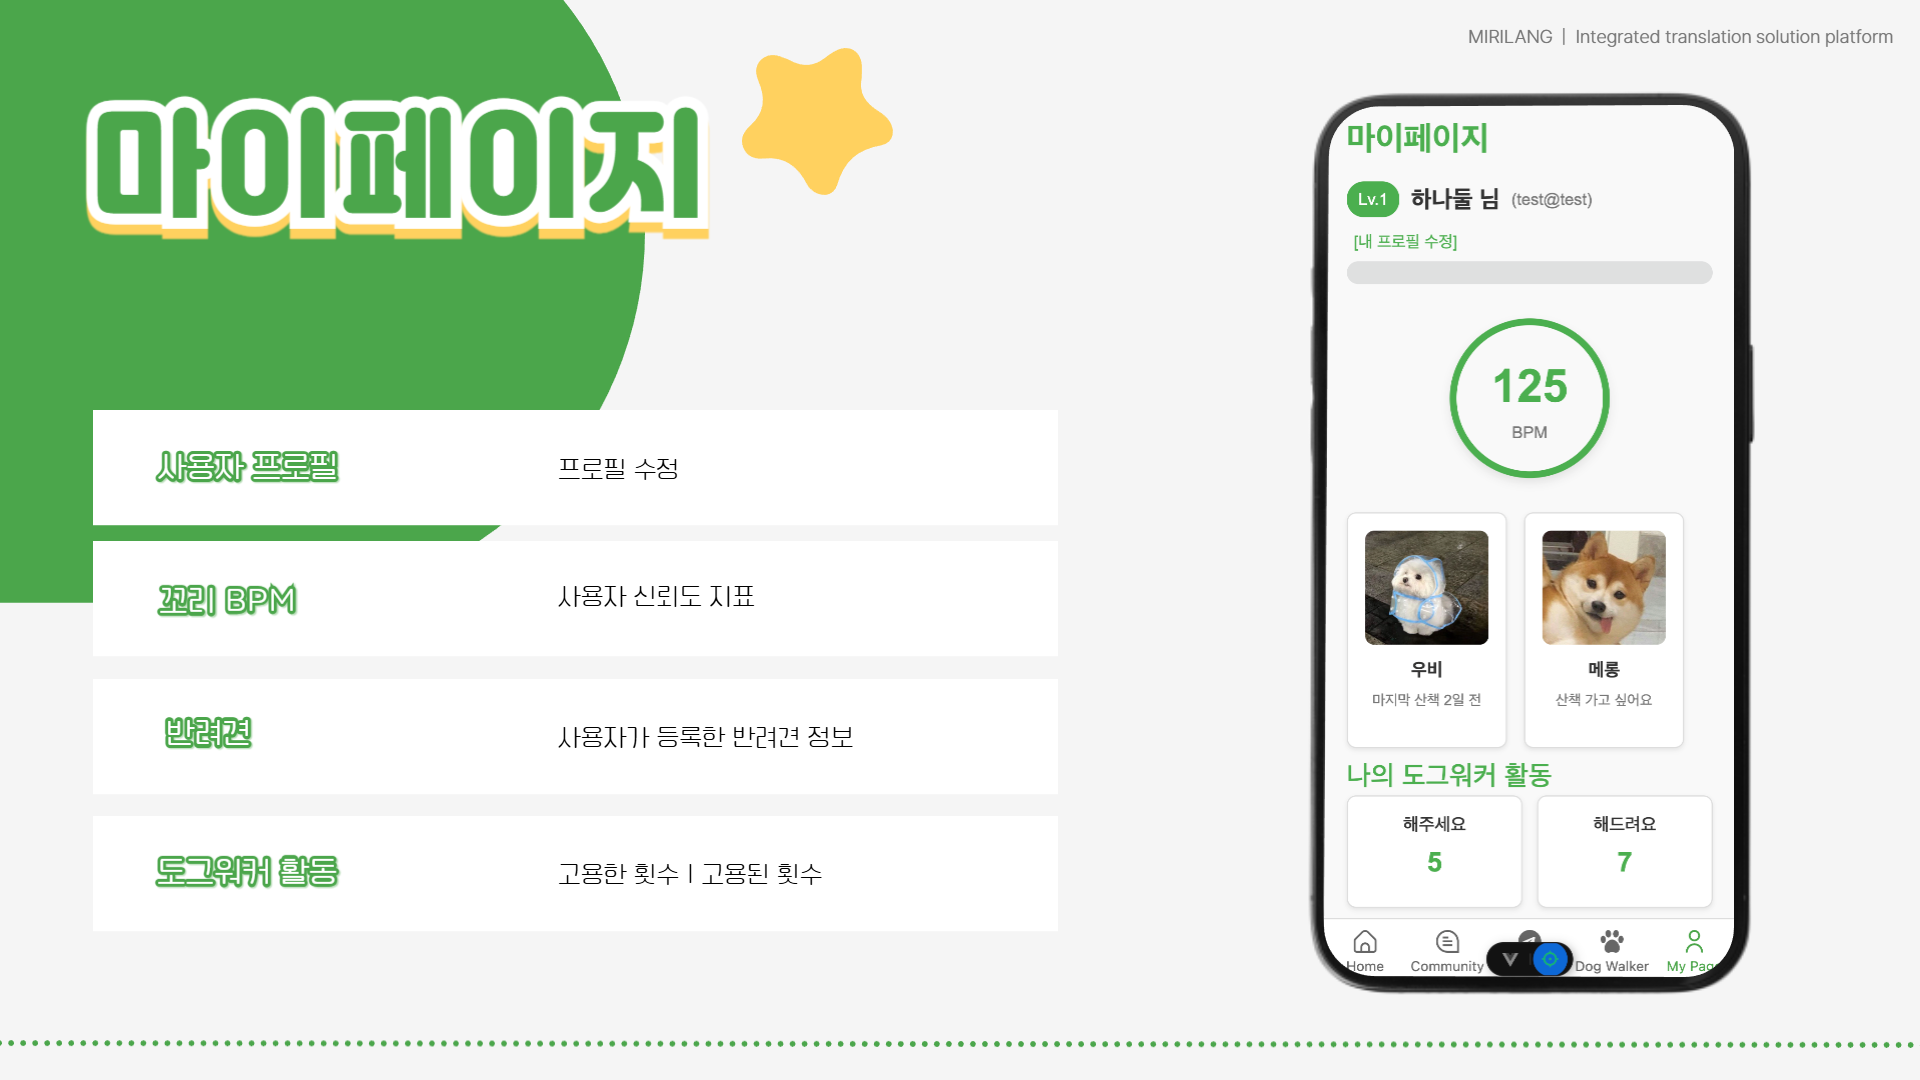 MIRILANG | Integrated translation solution platform
마이페이지
사용자 프로필
프로필 수정
꼬리 BPM
사용자 신뢰도 지표
반려견
사용자가 등록한 반려견 정보
도그워커 활동
고용한 횟수 | 고용된 횟수
마이페이지
Lv.1 하나둘 님 (test@test)
[내 프로필 수정]
125
BPM
우비
마지막 산책 2일 전
메롱
산책 가고 싶어요
나의 도그워커 활동
해주세요
5
해드려요
7
Home
Community
Dog Walker
My Pag